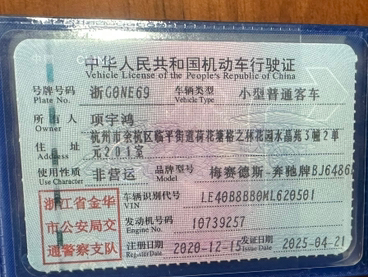 中华人民共和国机动车行驶证
Vehicle License of the People's Republic of China
号牌号码 浙G0NE69 车辆类型 小型普通客车
Plate No. Vehicle Type
所有人 项宇鸿
Owner
杭州市余杭区临平街道荷花塘格之林花园水晶苑3幢2单
住址 元201室
Address
使用性质 非营运 品牌型号 梅赛德斯-奔驰牌BJ6486
Use Character Model
浙江省金华 车辆识别代号 LE40B8BB0ML620501
VIN
市公安局交 发动机号码 10739257
Engine No.
通警察支队 注册日期 2020-12-15 发证日期 2025-04-21
Register Date Issue Date